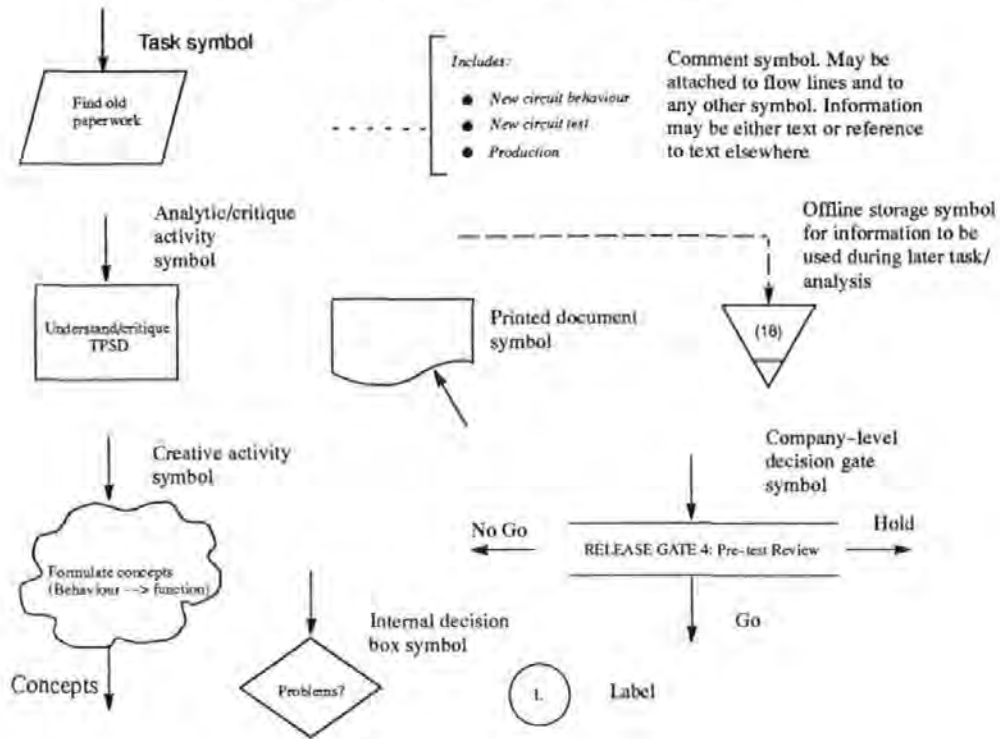 Task symbol
Find old
paperwork
Includes:
● New circuit behaviour
● New circuit test
● Production
Comment symbol. May be
attached to flow lines and to
any other symbol. Information
may be either text or reference
to text elsewhere
Analytic/critique
activity
symbol
Understand/critique
TPSD
Printed document
symbol
Offline storage symbol
for information to be
used during later task/
analysis
(18)
Creative activity
symbol
Formulate concepts
(Behaviour --> function)
Concepts
Internal decision
box symbol
Problems?
Company-level
decision gate
symbol
No Go
RELEASE GATE 4: Pre-test Review
Hold
Go
1.
Label